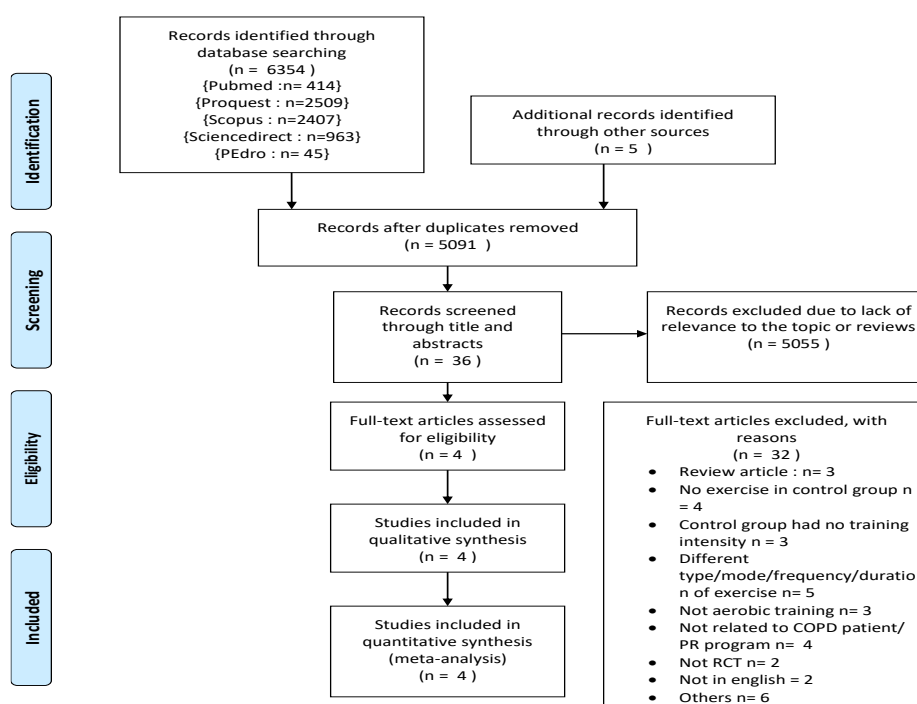 Records identified through
database searching
(n = 6354 )
{Pubmed :n= 414}
{Proquest : n=2509}
{Scopus : n=2407}
{Sciencedirect : n=963}
{PEdro : n= 45}
Additional records identified
through other sources
(n = 5 )
Identification
Records after duplicates removed
(n = 5091 )
Screening
Records screened
through title and
abstracts
(n = 36 )
Records excluded due to lack of
relevance to the topic or reviews
(n = 5055 )
Eligibility
Full-text articles assessed
for eligibility
(n = 4 )
Full-text articles excluded, with
reasons
(n = 32 )
• Review article : n= 3
• No exercise in control group n
= 4
• Control group had no training
intensity n = 3
• Different
type/mode/frequency/duratio
n of exercise n= 5
• Not aerobic training n= 3
• Not related to COPD patient/
PR program n= 4
• Not RCT n= 2
• Not in english = 2
• Others n= 6
Studies included in
qualitative synthesis
(n = 4 )
Included
Studies included in
quantitative synthesis
(meta-analysis)
(n = 4 )